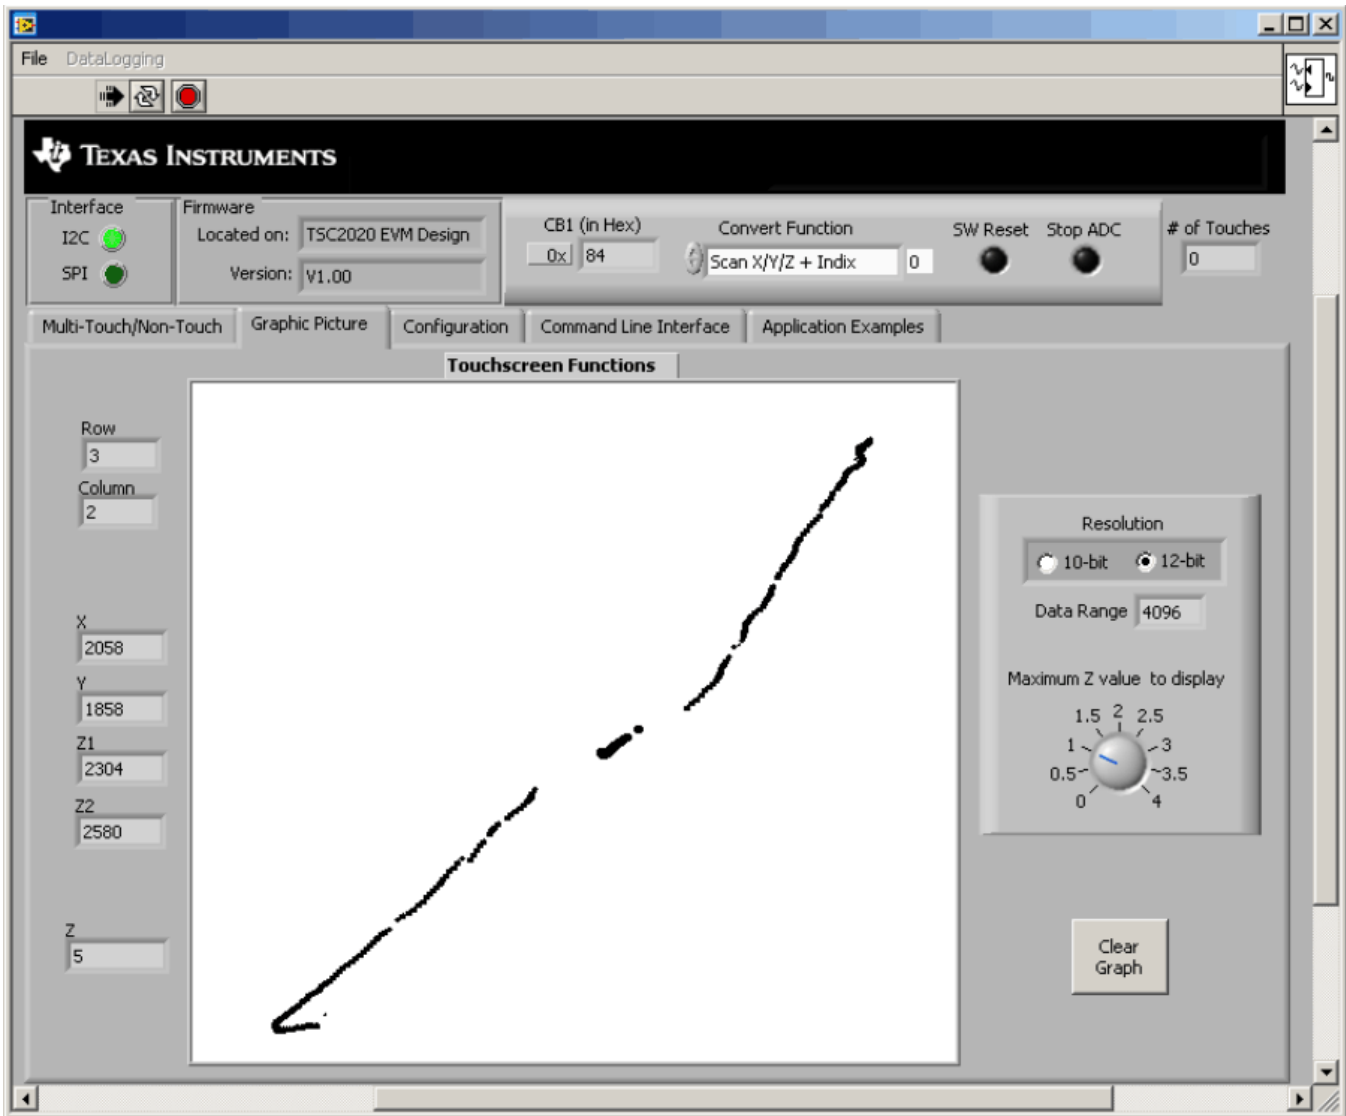 File DataLogging
TEXAS INSTRUMENTS
Interface
I2C
SPI
Firmware
Located on: TSC2020 EVM Design
Version: V1.00
CB1 (in Hex)
0x 84
Convert Function
Scan X/Y/Z + Indix 0
SW Reset
Stop ADC
# of Touches
0
Multi-Touch/Non-Touch Graphic Picture Configuration Command Line Interface Application Examples
Touchscreen Functions
Row
3
Column
2
X
2058
Y
1858
Z1
2304
Z2
2580
Z
5
Resolution
10-bit 12-bit
Data Range 4096
Maximum Z value to display
1.5 2 2.5
1 3
0.5 3.5
0 4
Clear
Graph